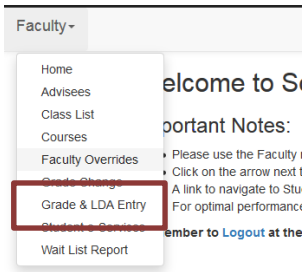 Faculty
Home
Advisees
Class List
Courses
Faculty Overrides
Grade Change
Grade & LDA Entry
Student e-Services
Wait List Report
elcome to S
portant Notes:
Please use the Faculty
Click on the arrow next t
A link to navigate to Stu
For optimal performance
ember to Logout at the